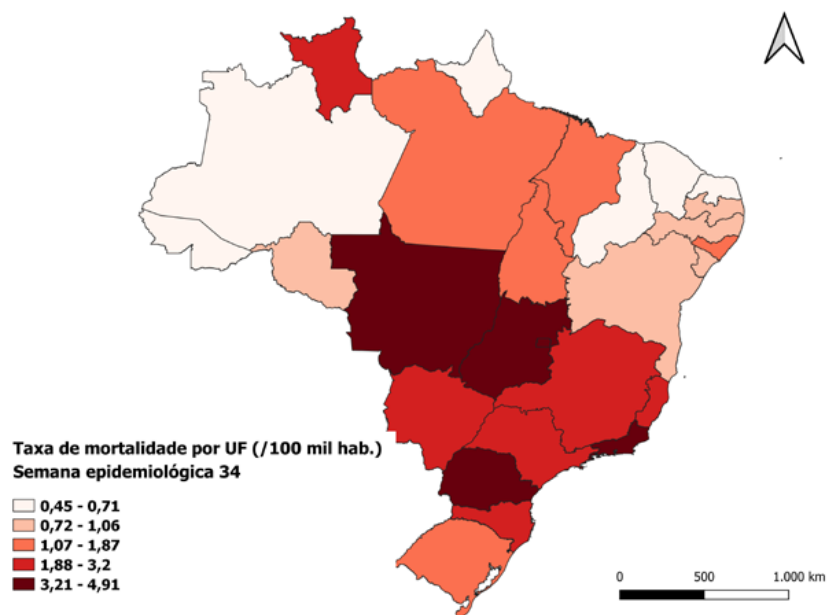 Taxa de mortalidade por UF (/100 mil hab.)
Semana epidemiológica 34
0,45 - 0,71
0,72 - 1,06
1,07 - 1,87
1,88 - 3,2
3,21 - 4,91
0 500 1.000 km